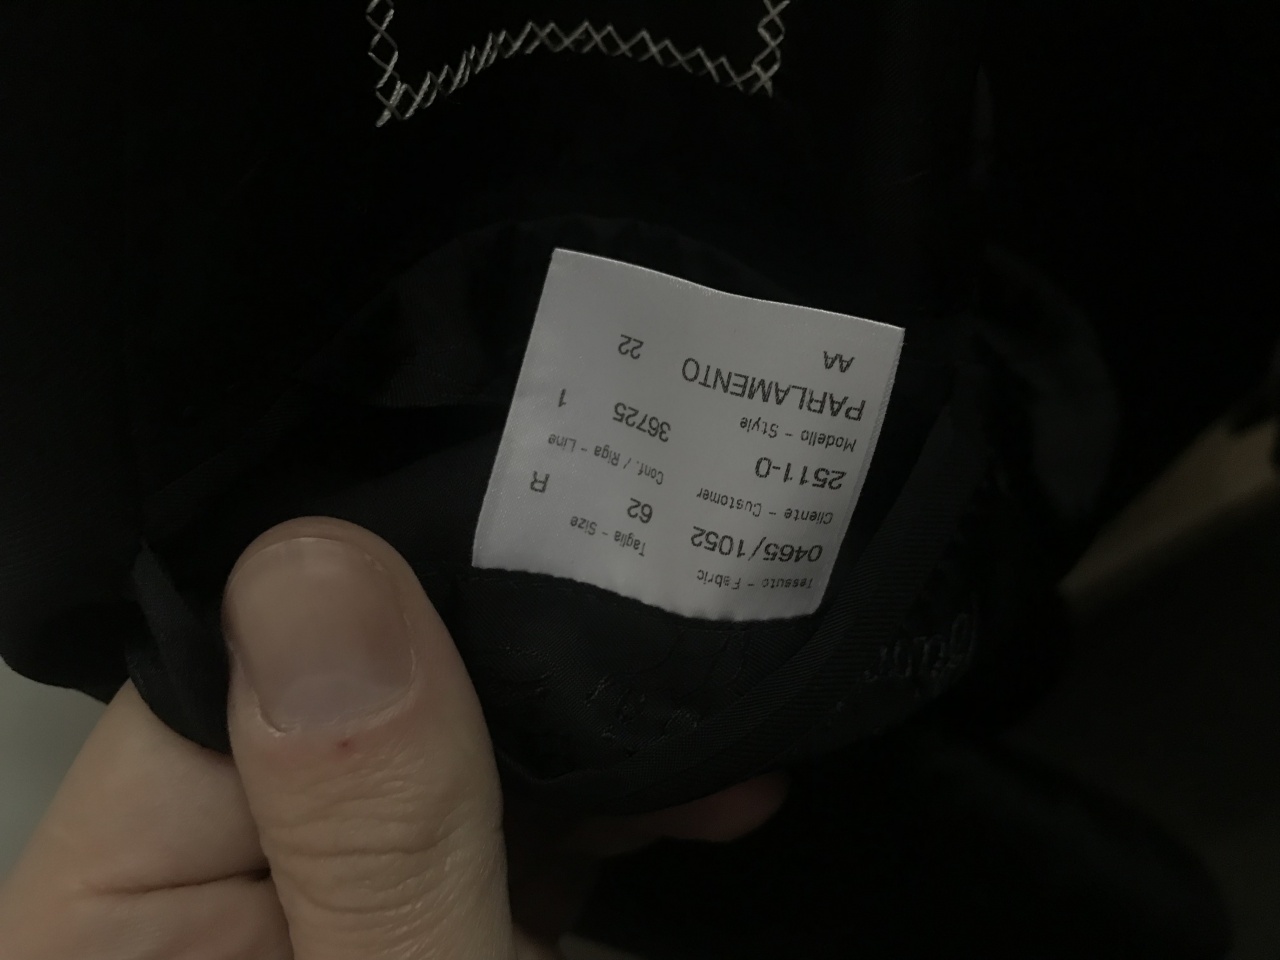 Tessuto - Fabric
0465/1052
Taglia - Size
62 R
Cliente - Customer
2511-0
Conf. / Riga - Line
36725 1
Modello - Style
PARLAMENTO
22
AA